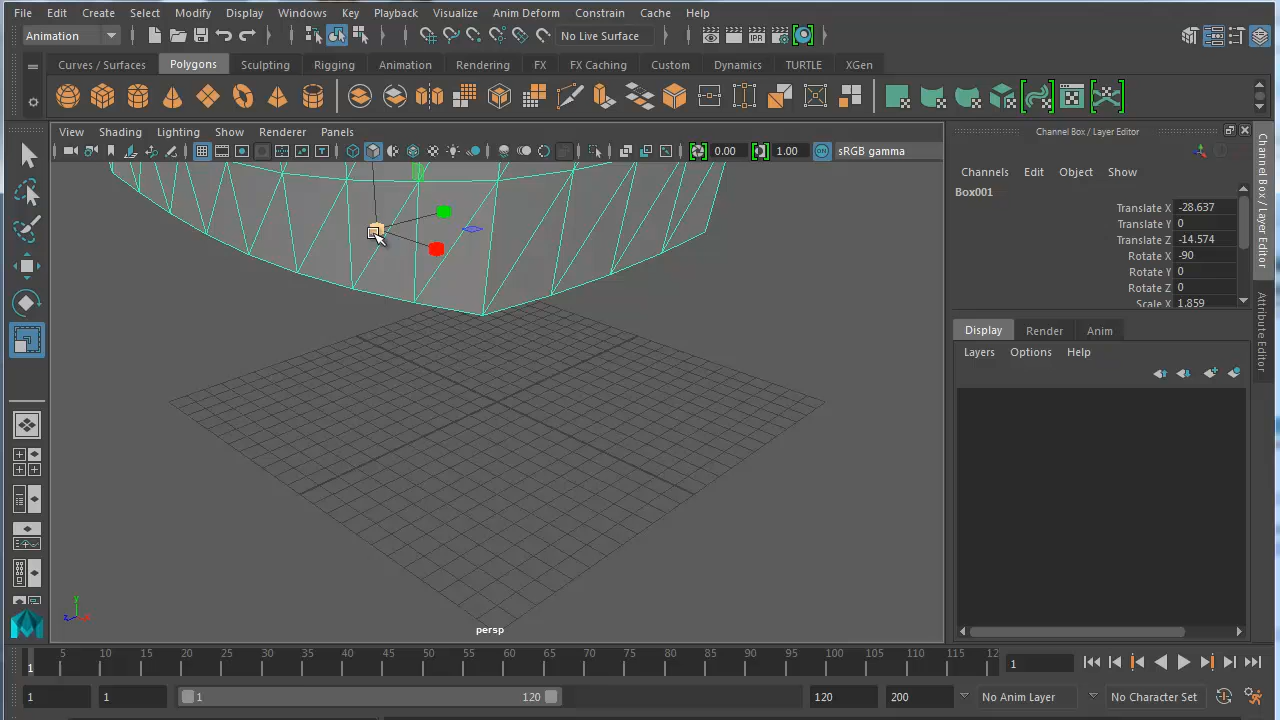 File Edit Create Select Modify Display Windows Key Playback Visualize Anim Deform Constrain Cache Help
Animation No Live Surface IPR
Curves / Surfaces Polygons Sculpting Rigging Animation Rendering FX FX Caching Custom Dynamics TURTLE XGen
View Shading Lighting Show Renderer Panels
0.00 1.00 ON sRGB gamma
Channel Box / Layer Editor
Channels Edit Object Show
Box001
Translate X -28.637
Translate Y 0
Translate Z -14.574
Rotate X -90
Rotate Y 0
Rotate Z 0
Scale X 1.859
Display Render Anim
Layers Options Help
Channel Box / Layer Editor
Attribute Editor
y
z x
persp
1 5 10 15 20 25 30 35 40 45 50 55 60 65 70 75 80 85 90 95 100 105 110 115 12
1
1 1 1 120 120 200 No Anim Layer No Character Set